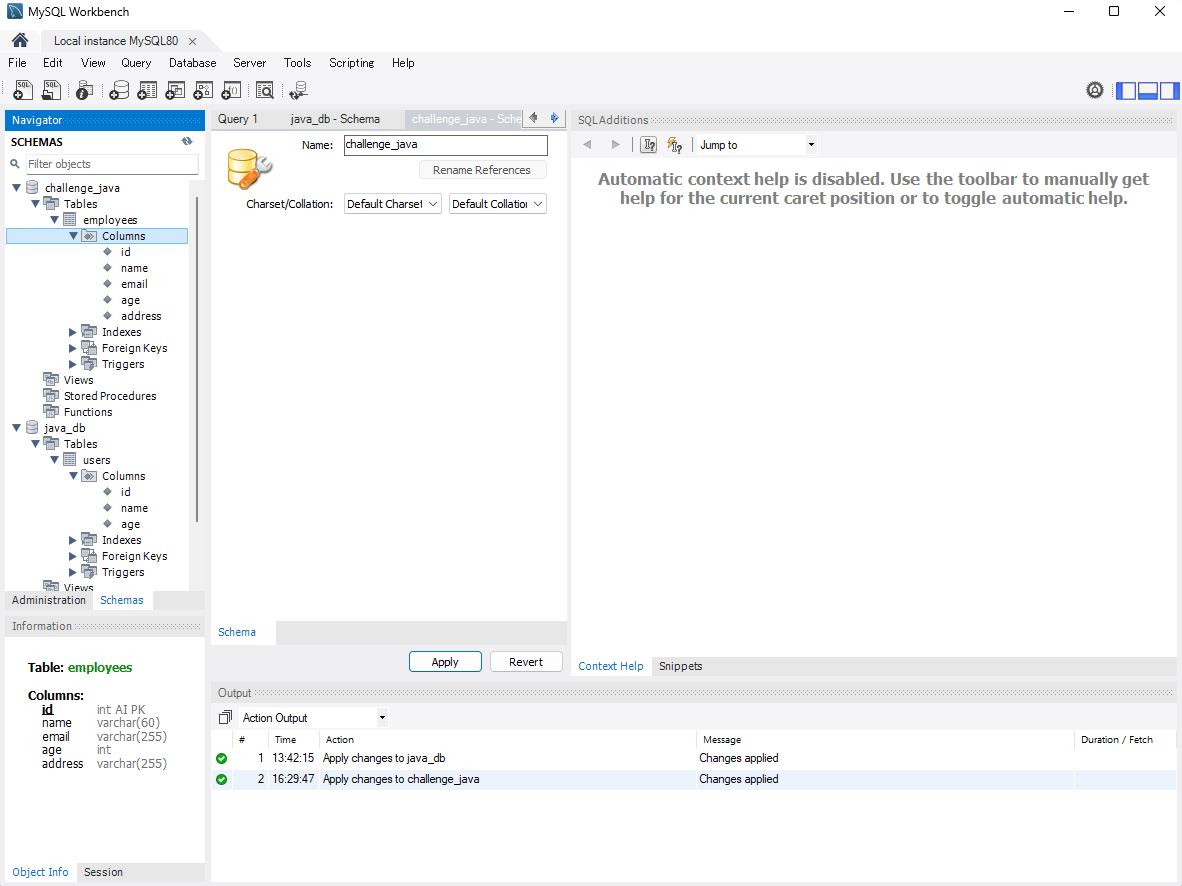 MySQL Workbench
Local instance MySQL80
File Edit View Query Database Server Tools Scripting Help
Navigator
SCHEMAS
Filter objects
challenge_java
Tables
employees
Columns
id
name
email
age
address
Indexes
Foreign Keys
Triggers
Views
Stored Procedures
Functions
java_db
Tables
users
Columns
id
name
age
Indexes
Foreign Keys
Triggers
Views
Administration Schemas
Information
Table: employees
Columns:
id int AI PK
name varchar(60)
email varchar(255)
age int
address varchar(255)
Object Info Session
Query 1 java_db - Schema challenge_java - Sche
Name: challenge_java
Rename References
Charset/Collation: Default Charset Default Collation
Schema
Apply Revert
SQLAdditions
Jump to
Automatic context help is disabled. Use the toolbar to manually get
help for the current caret position or to toggle automatic help.
Context Help Snippets
Output
Action Output
# Time Action Message Duration / Fetch
1 13:42:15 Apply changes to java_db Changes applied
2 16:29:47 Apply changes to challenge_java Changes applied